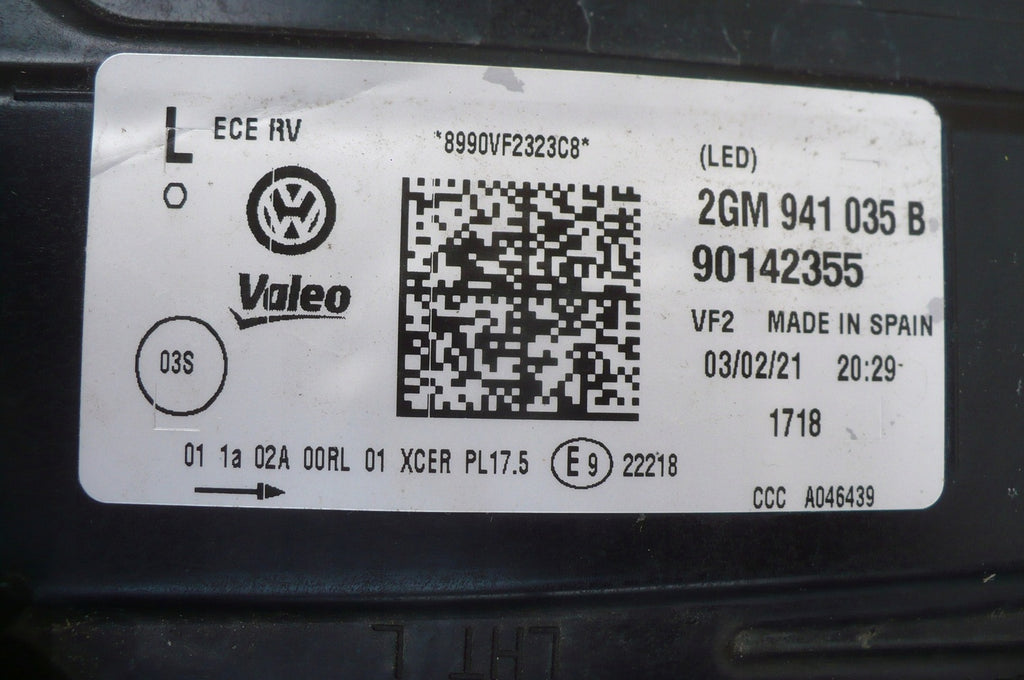 L ECE RV
*8990VF2323C8*
(LED)
2GM 941 035 B
90142355
Valeo
VF2 MADE IN SPAIN
03S
03/02/21 20:29
1718
01 1a 02A 00RL 01 XCER PL17.5 E9 22218
CCC A046439